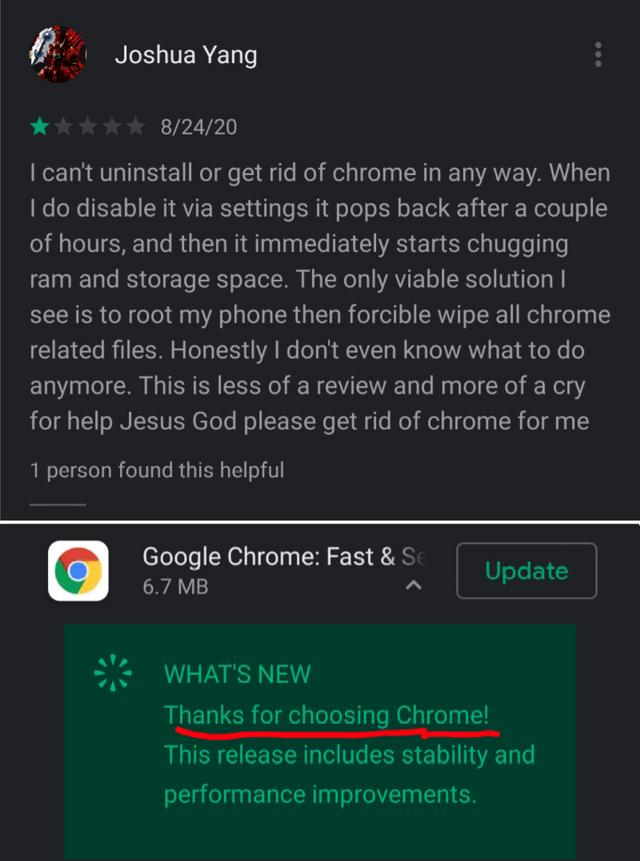 Joshua Yang
8/24/20
I can't uninstall or get rid of chrome in any way. When
I do disable it via settings it pops back after a couple
of hours, and then it immediately starts chugging
ram and storage space. The only viable solution I
see is to root my phone then forcible wipe all chrome
related files. Honestly I don't even know what to do
anymore. This is less of a review and more of a cry
for help Jesus God please get rid of chrome for me
1 person found this helpful
Google Chrome: Fast & Se
6.7 MB
Update
WHAT'S NEW
Thanks for choosing Chrome!
This release includes stability and
performance improvements.